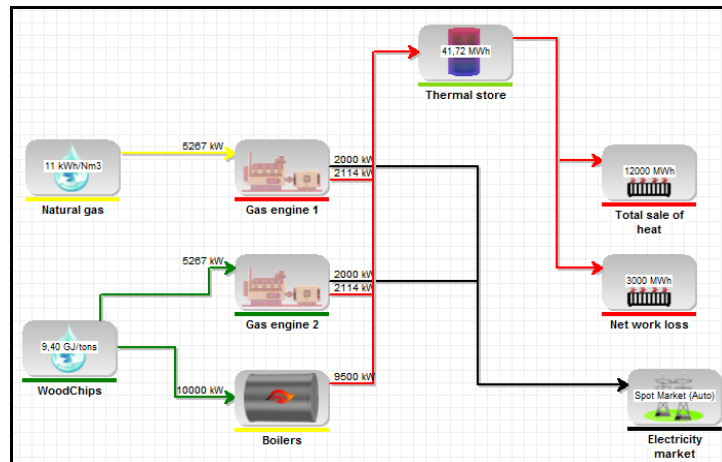 41,72 MWh
Thermal store
5267 kW
11 kWh/Nm3
Natural gas
2000 kW
2114 kW
Gas engine 1
12000 MWh
Total sale of
heat
5267 kW
2000 kW
2114 kW
Gas engine 2
3000 MWh
Net work loss
9,40 GJ/tons
WoodChips
10000 kW
9500 kW
Boilers
Spot Market (Auto)
Electricity
market